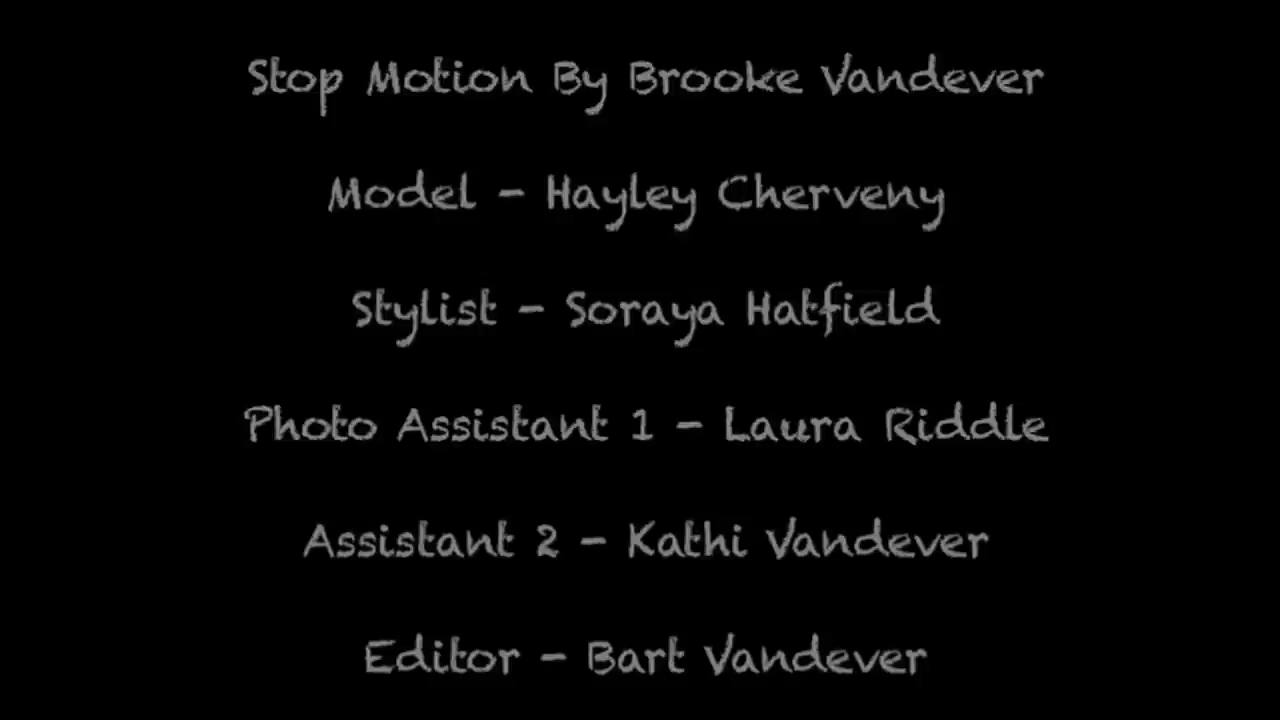 Stop Motion By Brooke Vandever
Model - Hayley Cherveny
Stylist - Soraya Hatfield
Photo Assistant 1 - Laura Riddle
Assistant 2 - Kathi Vandever
Editor - Bart Vandever